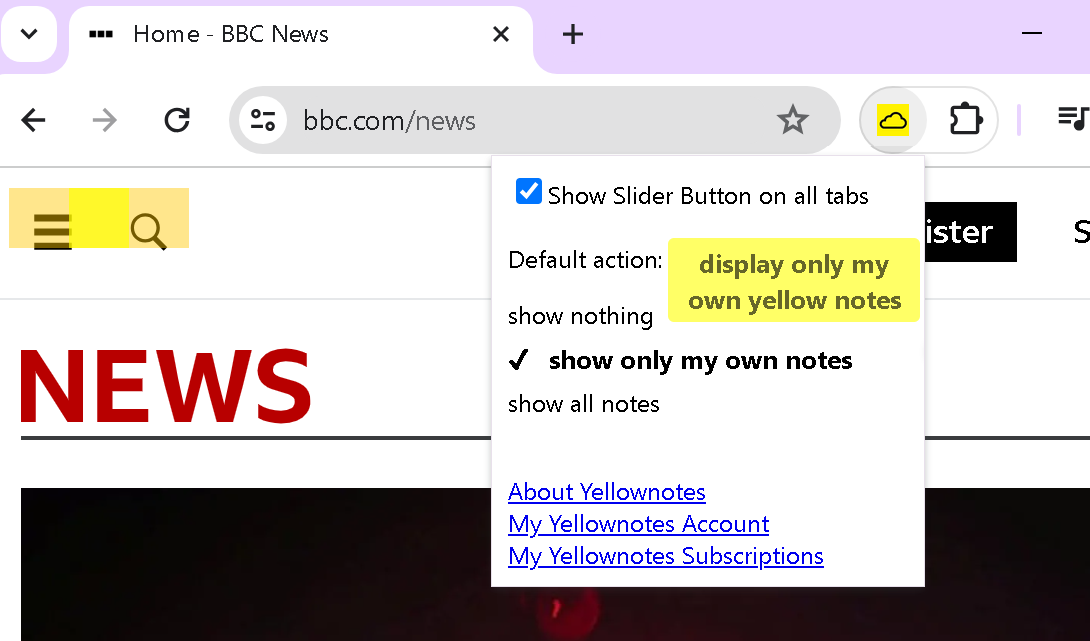 Home - BBC News
bbc.com/news
Show Slider Button on all tabs
ister
S
Default action:
display only my
own yellow notes
show nothing
✔ show only my own notes
show all notes
NEWS
About Yellownotes
My Yellownotes Account
My Yellownotes Subscriptions